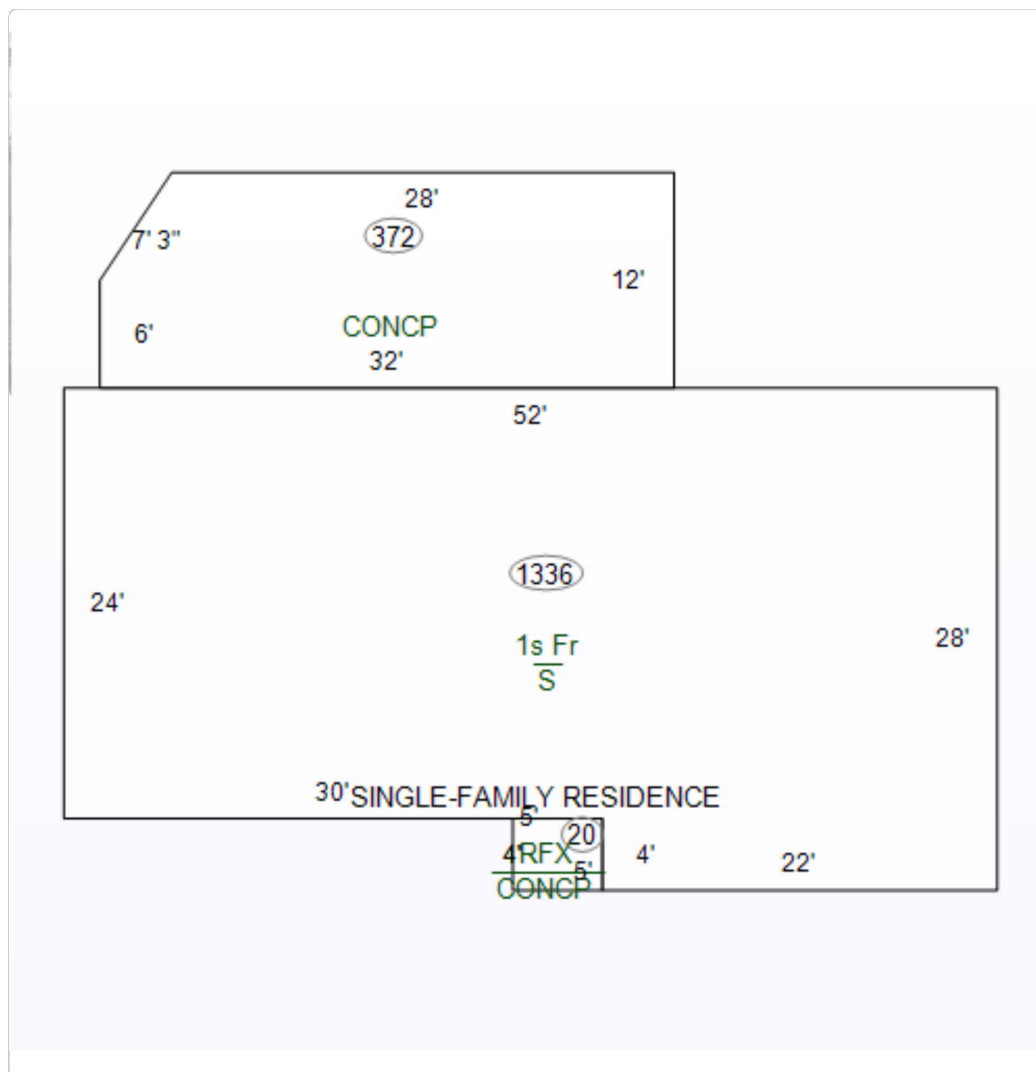 28'
7' 3"
372
12'
CONCP
6'
32'
52'
1336
24'
1s Fr
28'
S
30'
SINGLE-FAMILY RESIDENCE
5'
20
4'
RFX
4'
22'
5'
CONCP